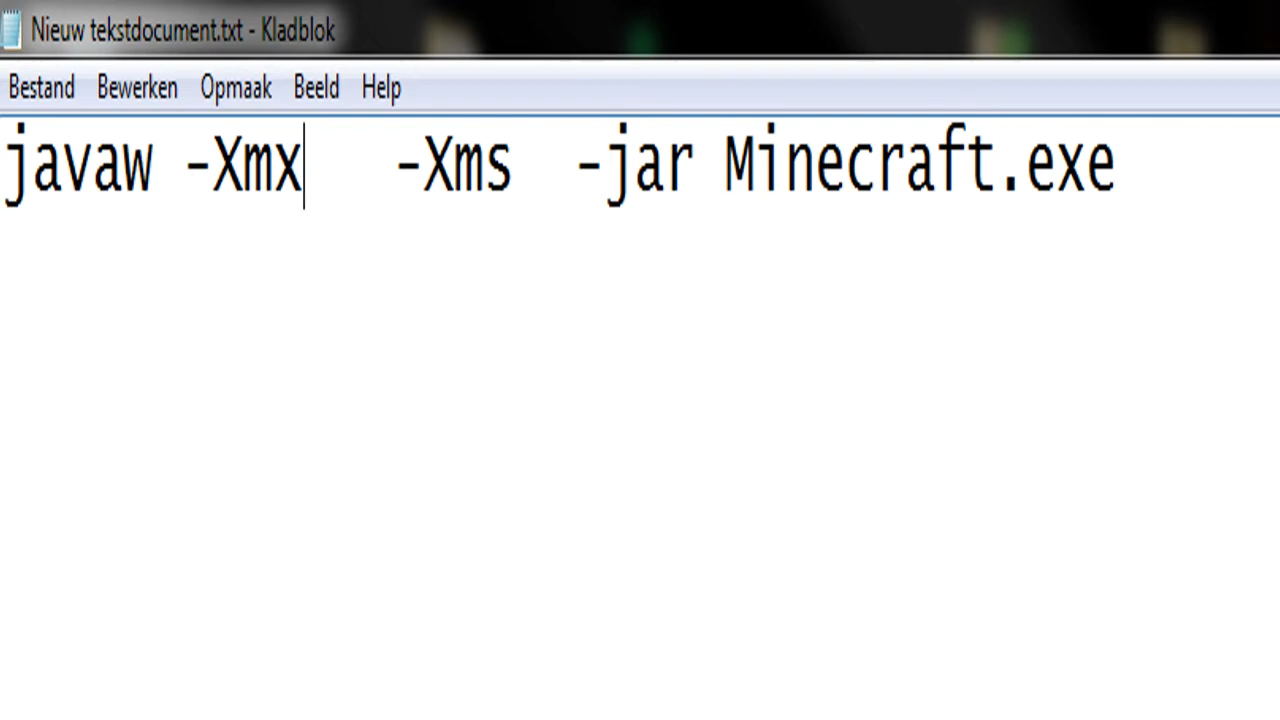 Nieuw tekstdocument.txt - Kladblok
Bestand Bewerken Opmaak Beeld Help
javaw -Xmx -Xms -jar Minecraft.exe